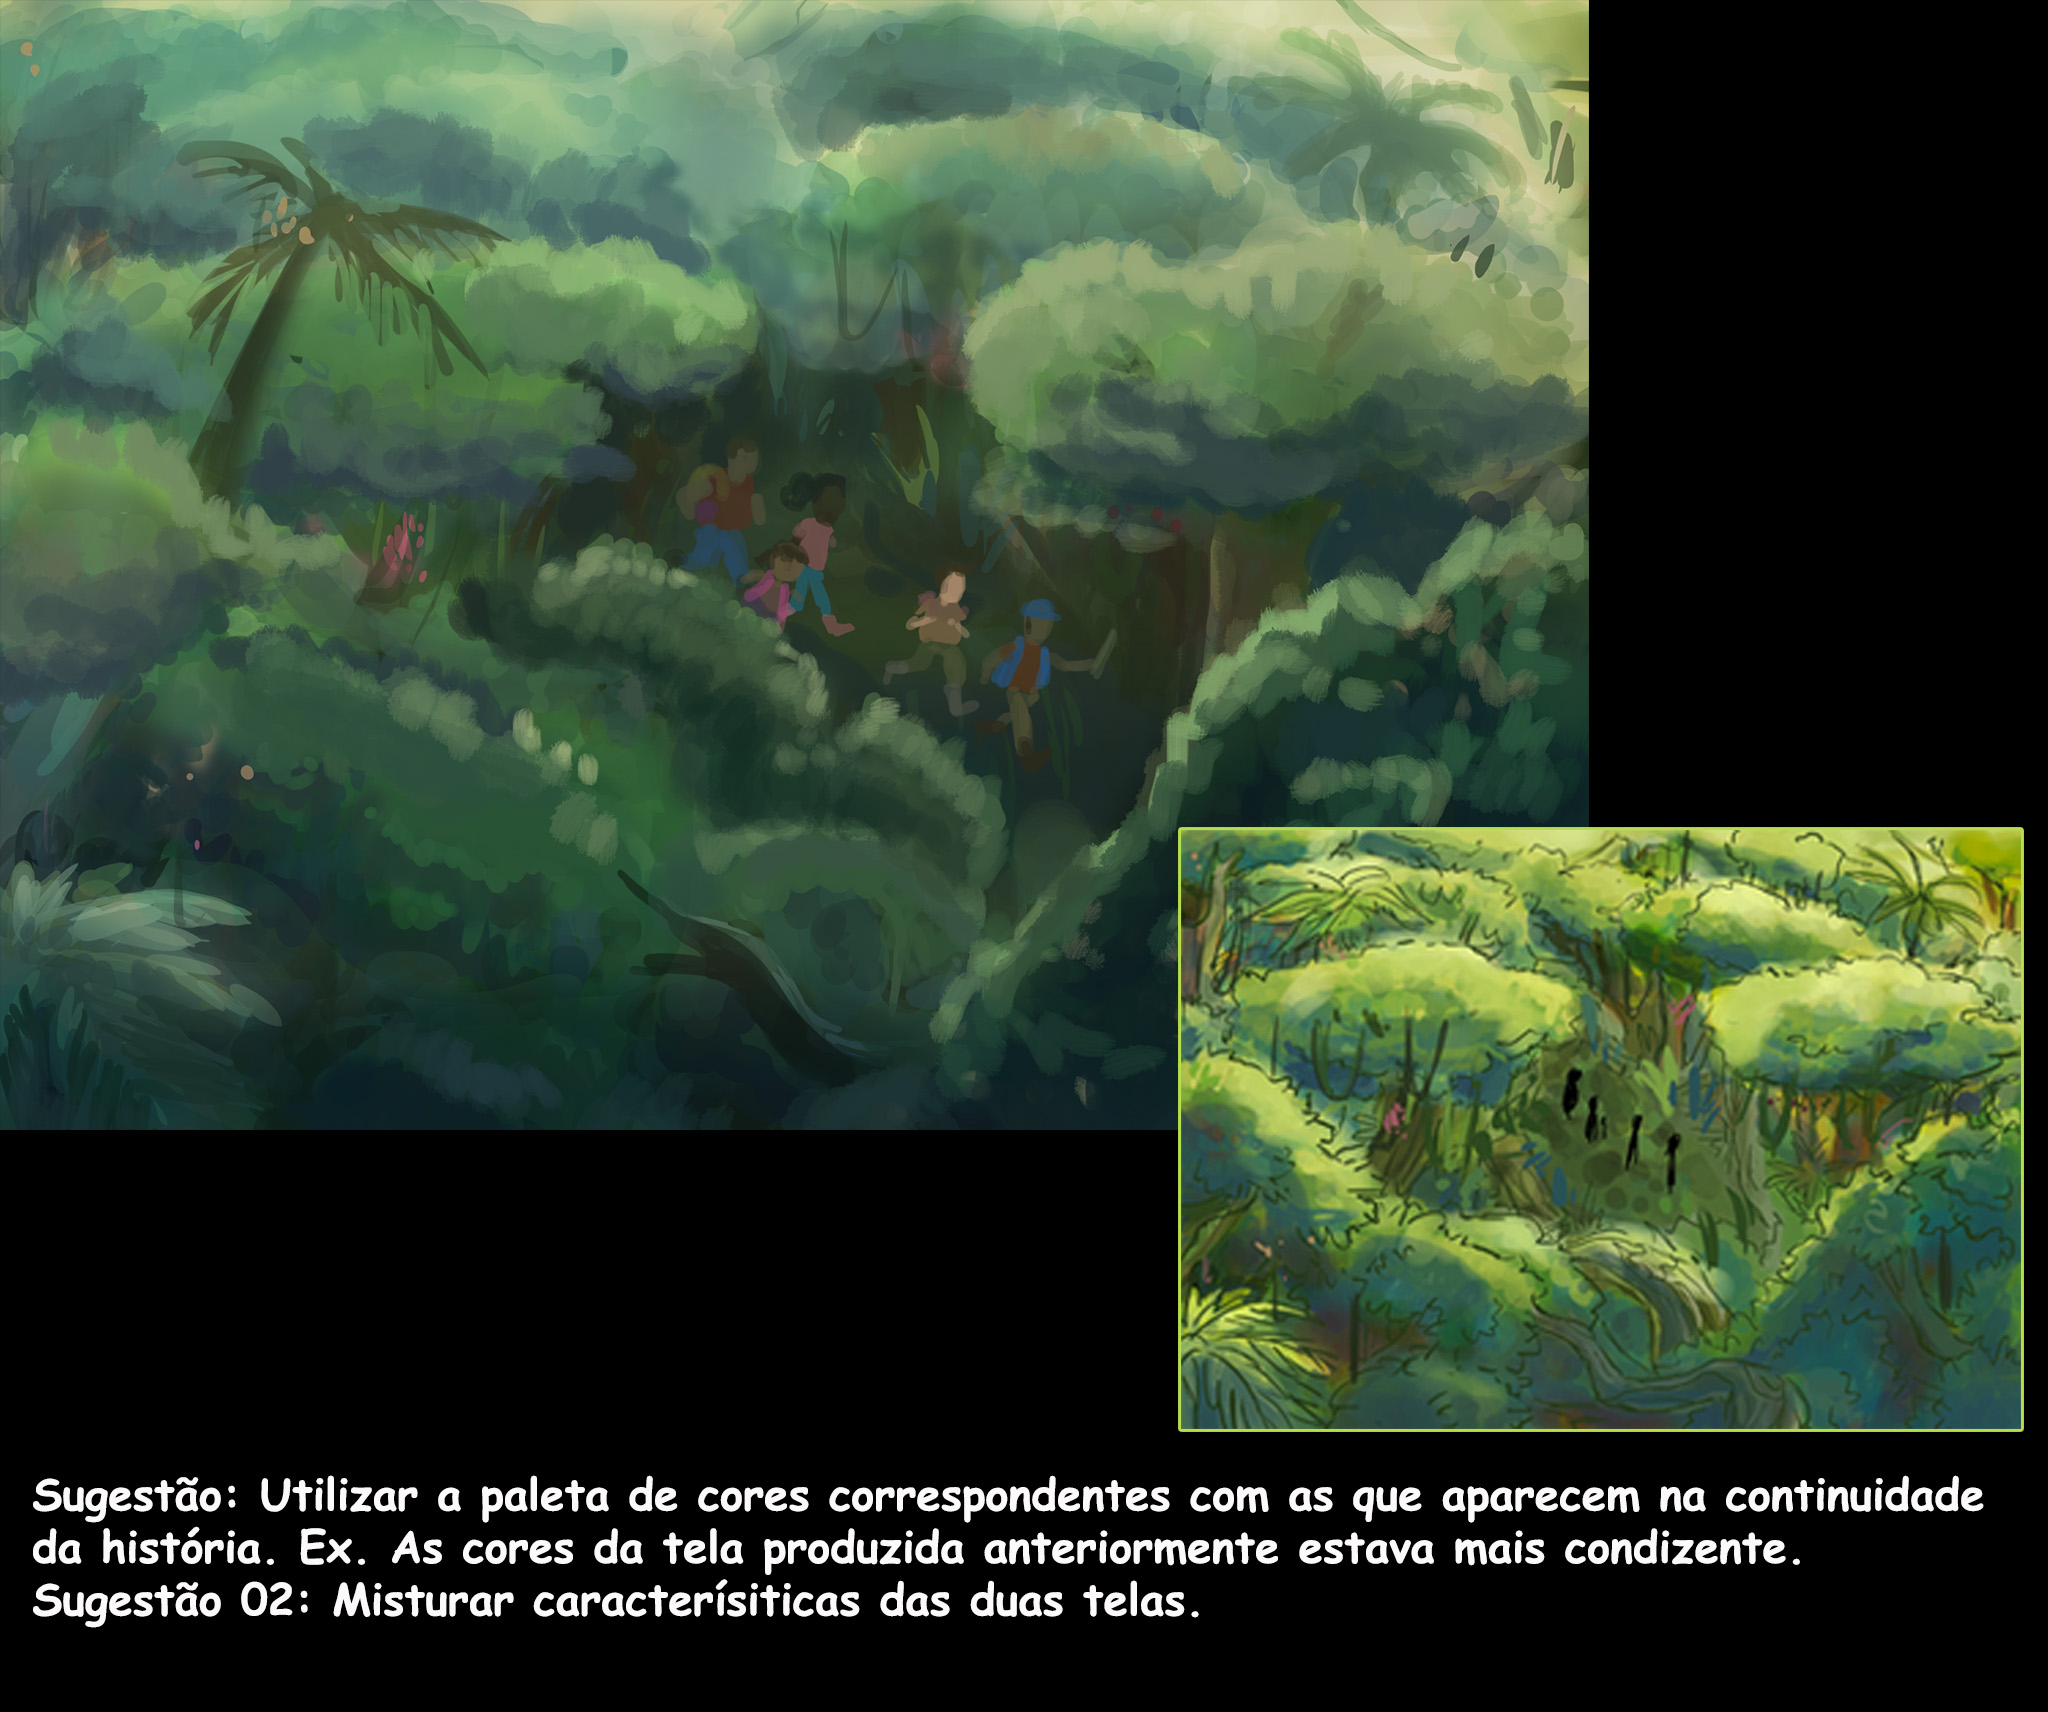 Sugestão: Utilizar a paleta de cores correspondentes com as que aparecem na continuidade
da história. Ex. As cores da tela produzida anteriormente estava mais condizente.
Sugestão 02: Misturar caracterísiticas das duas telas.